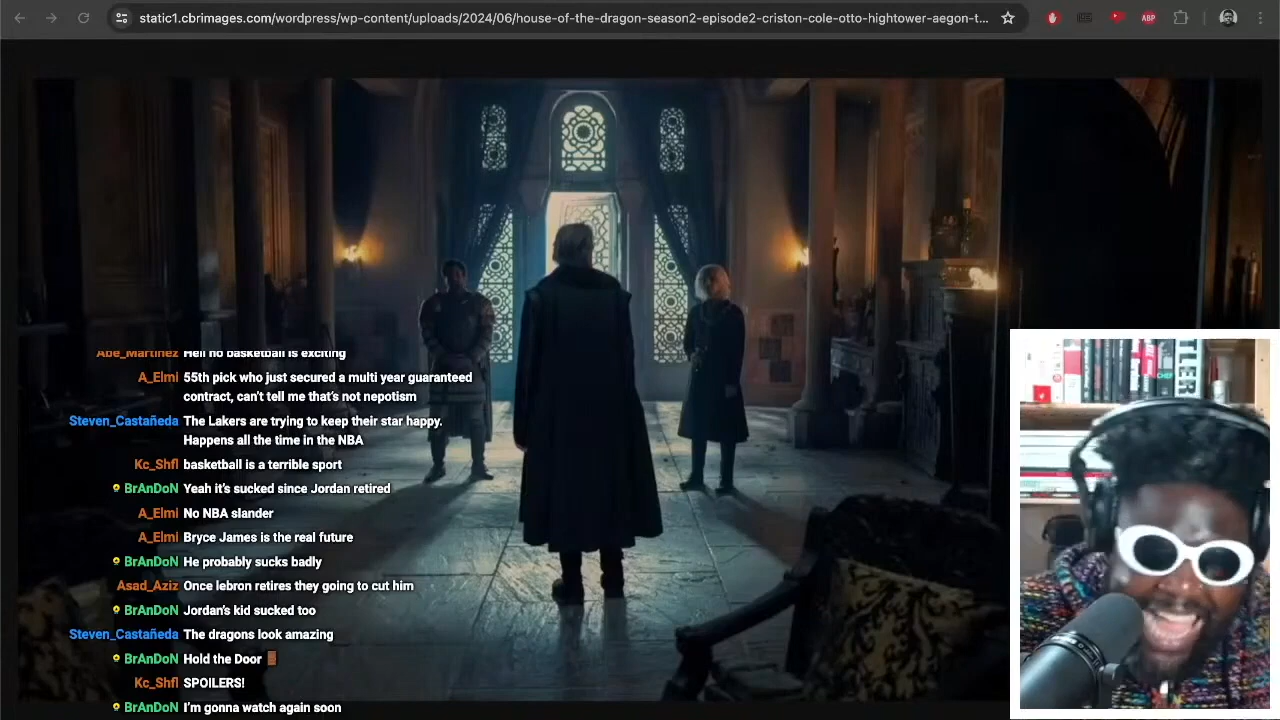 static1.cbrimages.com/wordpress/wp-content/uploads/2024/06/house-of-the-dragon-season2-episode2-criston-cole-otto-hightower-aegon-t...
ABP
Abe_Martinez Hell no basketball is exciting
A_Elmi 55th pick who just secured a multi year guaranteed
contract, can't tell me that's not nepotism
Steven_Castañeda The Lakers are trying to keep their star happy.
Happens all the time in the NBA
Kc_Shfl basketball is a terrible sport
BrAnDoN Yeah it's sucked since Jordan retired
A_Elmi No NBA slander
A_Elmi Bryce James is the real future
BrAnDoN He probably sucks badly
Asad_Aziz Once lebron retires they going to cut him
BrAnDoN Jordan's kid sucked too
Steven_Castañeda The dragons look amazing
BrAnDoN Hold the Door 🚪
Kc_Shfl SPOILERS!
BrAnDoN I'm gonna watch again soon
CHEF